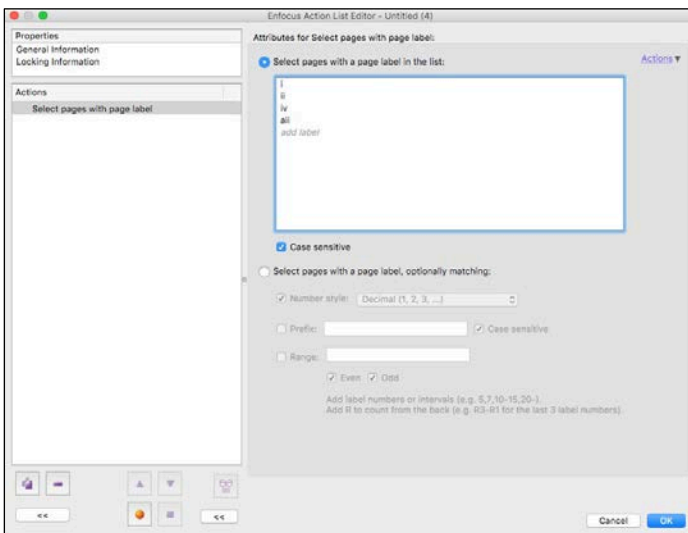 Enfocus Action List Editor - Untitled (4)
Properties
General Information
Locking Information
Actions
Select pages with page label
<<
<<
Attributes for Select pages with page label:
Select pages with a page label in the list:
Actions ▼
i
ii
iv
aii
add label
Case sensitive
Select pages with a page label, optionally matching:
Number style: Decimal (1, 2, 3, ...)
Prefix: Case sensitive
Range:
Even Odd
Add label numbers or intervals (e.g. 5,7,10-15,20-).
Add R to count from the back (e.g. R3-R1 for the last 3 label numbers).
Cancel OK